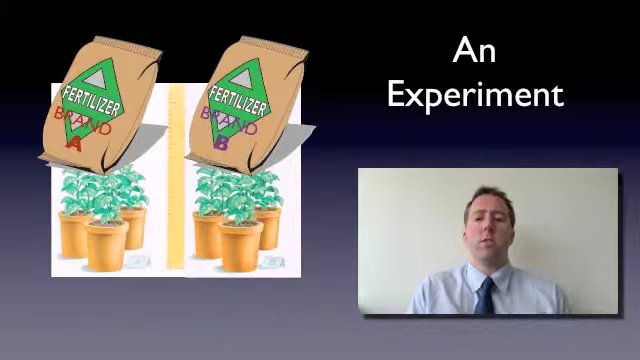 An
Experiment
FERTILIZER
BRAND
A
FERTILIZER
BRAND
B